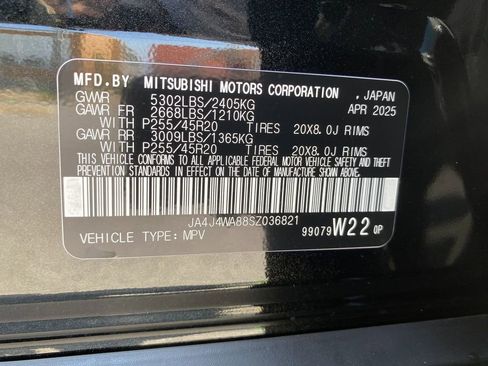 MFD.BY MITSUBISHI MOTORS CORPORATION , JAPAN
GVWR 5302LBS/2405KG APR 2025
GAWR FR 2668LBS/1210KG
WITH P255/45R20 TIRES 20X8.0J RIMS
GAWR RR 3009LBS/1365KG
WITH P255/45R20 TIRES 20X8.0J RIMS
THIS VEHICLE CONFORMS TO ALL APPLICABLE FEDERAL MOTOR VEHICLE SAFETY AND THEFT
PREVENTION STANDARDS IN EFFECT ON THE DATE OF MANUFACTURE SHOWN ABOVE.
JA4J4WA88SZ036821
VEHICLE TYPE: MPV 99079 W22 0P